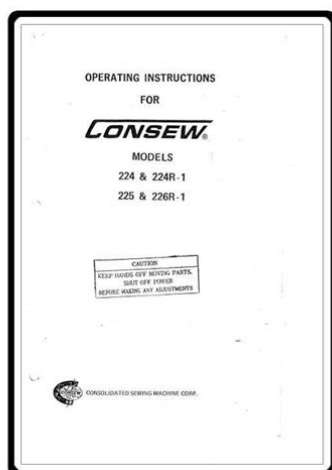 OPERATING INSTRUCTIONS
FOR
CONSEW®
MODELS
224 & 224R-1
225 & 226R-1
CAUTION
KEEP HANDS OFF MOVING PARTS.
SHUT OFF POWER
BEFORE MAKING ANY ADJUSTMENTS
CONSEW
CONSOLIDATED SEWING MACHINE CORP.